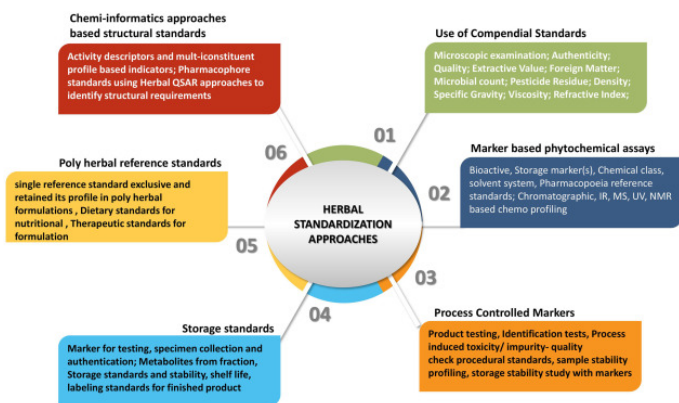 Chemi-informatics approaches
based structural standards
Activity descriptors and mult-iconstituent
profile based indicators; Pharmacophore
standards using Herbal QSAR approaches to
identify structural requirements
06
Use of Compendial Standards
Microscopic examination; Authenticity;
Quality; Extractive Value; Foreign Matter;
Microbial count; Pesticide Residue; Density;
Specific Gravity; Viscosity; Refractive Index;
01
Poly herbal reference standards
single reference standard exclusive and
retained its profile in poly herbal
formulations , Dietary standards for
nutritional , Therapeutic standards for
formulation
05
HERBAL
STANDARDIZATION
APPROACHES
Marker based phytochemical assays
Bioactive, Storage marker(s), Chemical class,
solvent system, Pharmacopoeia reference
standards; Chromatographic, IR, MS, UV, NMR
based chemo profiling
02
Storage standards
Marker for testing, specimen collection and
authentication; Metabolites from fraction,
Storage standards and stability, shelf life,
labeling standards for finished product
04
Process Controlled Markers
Product testing, Identification tests, Process
induced toxicity/ impurity- quality
check procedural standards, sample stability
profiling, storage stability study with markers
03